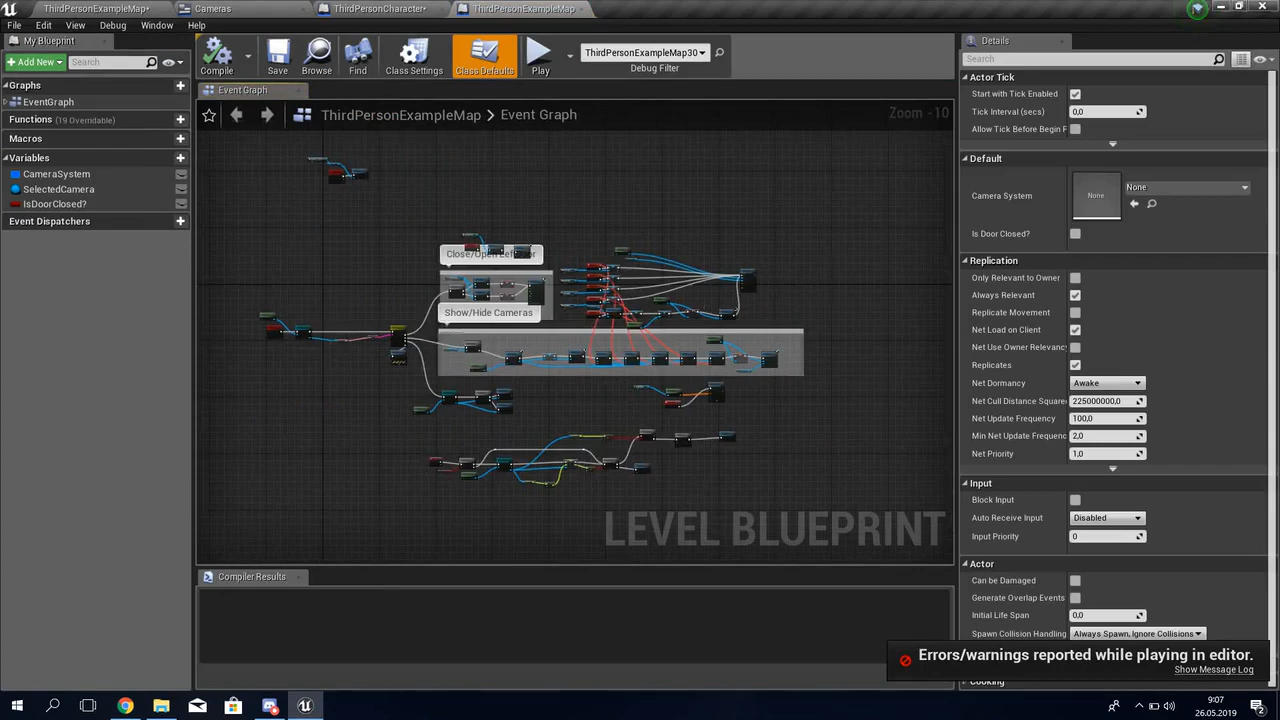 ThirdPersonExampleMap*
Cameras
ThirdPersonCharacter*
ThirdPersonExampleMap
File Edit View Debug Window Help
My Blueprint
Add New
Search
Graphs
EventGraph
Functions (19 Overridable)
Macros
Variables
CameraSystem
SelectedCamera
IsDoorClosed?
Event Dispatchers
Compile
Save
Browse
Find
Class Settings
Class Defaults
Play
ThirdPersonExampleMap30
Debug Filter
Event Graph
ThirdPersonExampleMap > Event Graph
Zoom -10
Show/Hide Cameras
LEVEL BLUEPRINT
Compiler Results
Details
Search
Actor Tick
Start with Tick Enabled
Tick Interval (secs) 0,0
Allow Tick Before Begin
Default
Camera System None None
Is Door Closed?
Replication
Only Relevant to Owner
Always Relevant
Replicate Movement
Net Load on Client
Net Use Owner Relevanc
Replicates
Net Dormancy Awake
Net Cull Distance Square 225000000,0
Net Update Frequency 100,0
Min Net Update Frequenc 2,0
Net Priority 1,0
Input
Block Input
Auto Receive Input Disabled
Input Priority 0
Actor
Can be Damaged
Generate Overlap Events
Initial Life Span 0,0
Spawn Collision Handling Always Spawn, Ignore Collisions
Errors/warnings reported while playing in editor.
Show Message Log
Cooking
9:07
26.05.2019
2